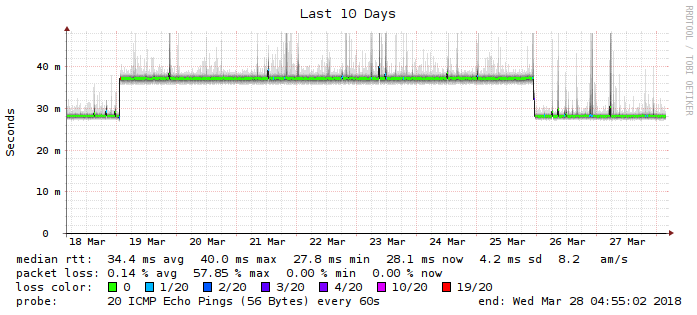 Last 10 Days
RRDTOOL / TOBI OETIKER
Seconds
40 m
30 m
20 m
10 m
0
18 Mar 19 Mar 20 Mar 21 Mar 22 Mar 23 Mar 24 Mar 25 Mar 26 Mar 27 Mar
median rtt: 34.4 ms avg 40.0 ms max 27.8 ms min 28.1 ms now 4.2 ms sd 8.2 am/s
packet loss: 0.14 % avg 57.85 % max 0.00 % min 0.00 % now
loss color: 0 1/20 2/20 3/20 4/20 10/20 19/20
probe: 20 ICMP Echo Pings (56 Bytes) every 60s end: Wed Mar 28 04:55:02 2018